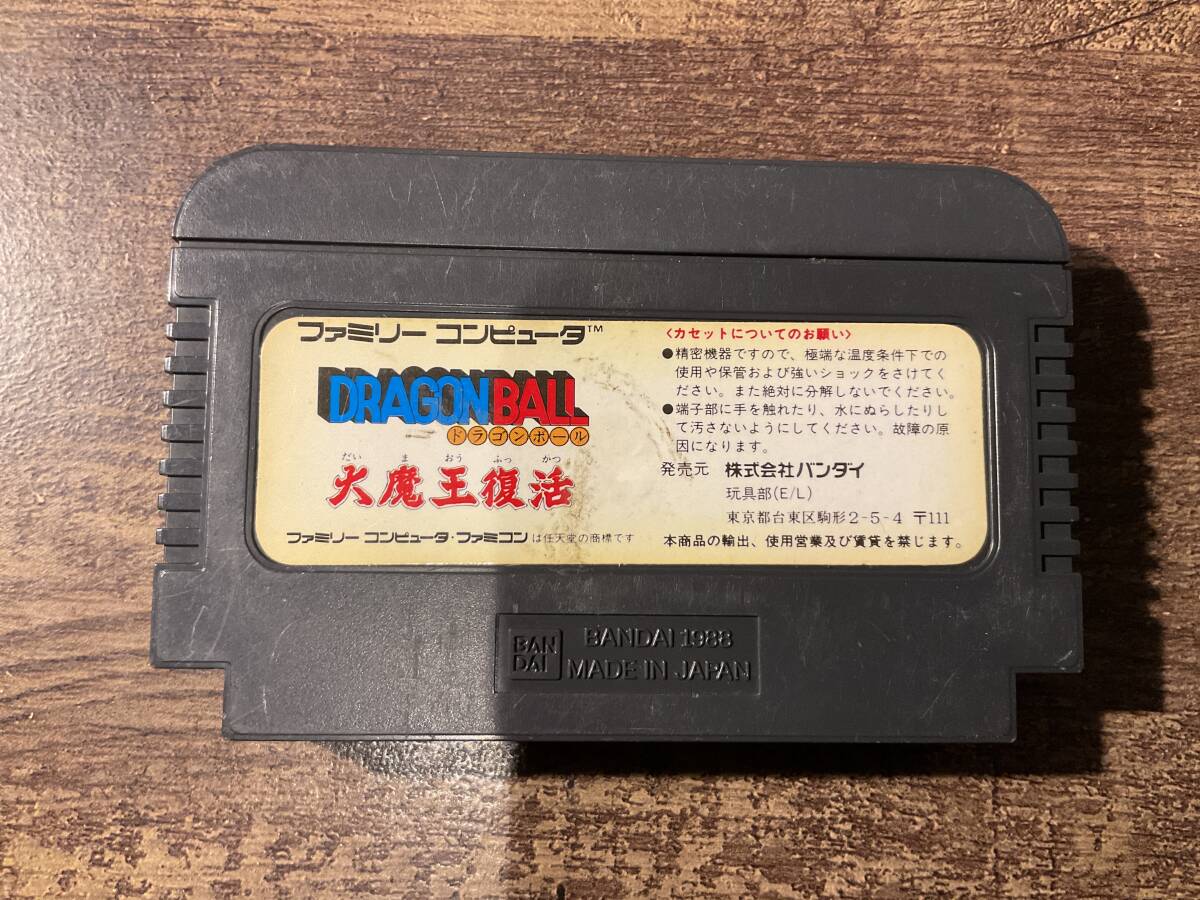 ファミリー コンピュータ™
DRAGON BALL
ドラゴンボール
だい ま おう ふっ かつ
大魔王復活
ファミリー コンピュータ・ファミコンは任天堂の商標です
〈カセットについてのお願い〉
●精密機器ですので、極端な温度条件下での
使用や保管および強いショックをさけてく
ださい。また絶対に分解しないでください。
●端子部に手を触れたり、水にぬらしたりし
て汚さないようにしてください。故障の原
因になります。
発売元 株式会社バンダイ
玩具部(E/L)
東京都台東区駒形2-5-4 〒111
本商品の輸出、使用営業及び賃貸を禁じます。
BAN
DAI
BANDAI 1988
MADE IN JAPAN